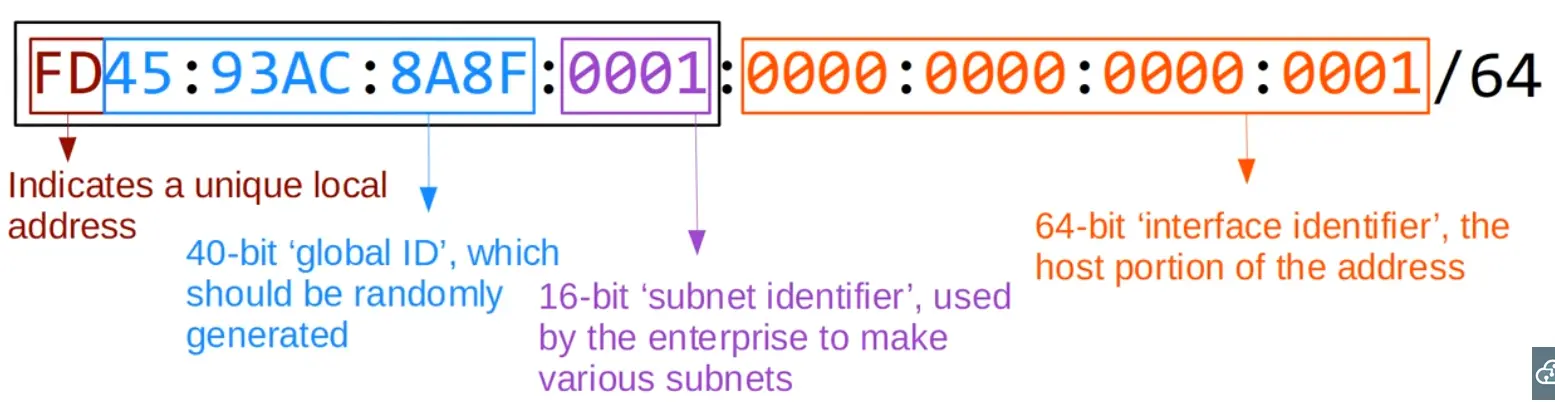 FD45:93AC:8A8F:0001:0000:0000:0000:0001/64
Indicates a unique local
address
40-bit ‘global ID’, which
should be randomly
generated
16-bit ‘subnet identifier’, used
by the enterprise to make
various subnets
64-bit ‘interface identifier’, the
host portion of the address